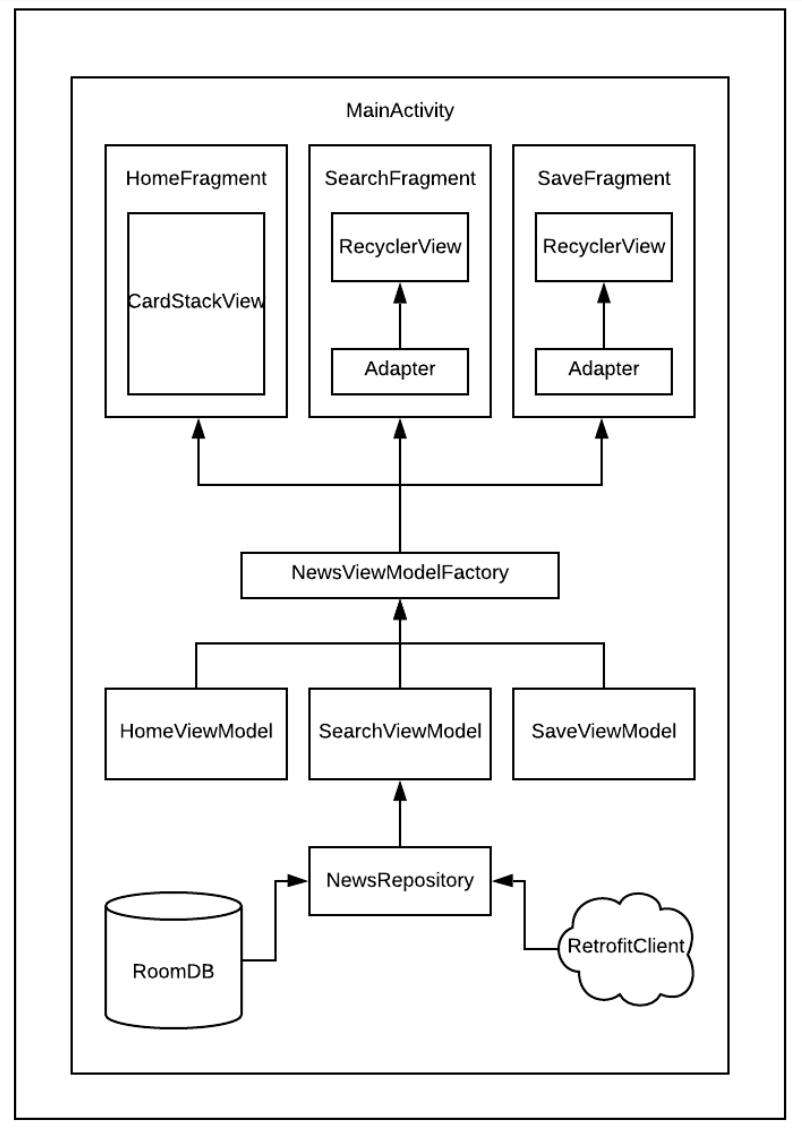 MainActivity
HomeFragment
SearchFragment
SaveFragment
CardStackView
RecyclerView
Adapter
RecyclerView
Adapter
NewsViewModelFactory
HomeViewModel
SearchViewModel
SaveViewModel
NewsRepository
RoomDB
RetrofitClient